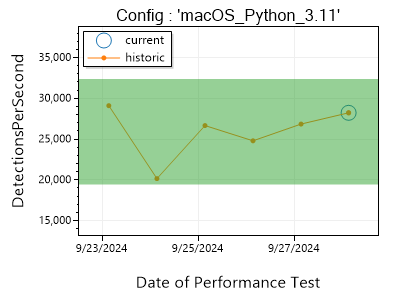 Config : 'macOS_Python_3.11'
current
historic
35,000
30,000
25,000
20,000
15,000
DetectionsPerSecond
9/23/2024
9/25/2024
9/27/2024
Date of Performance Test